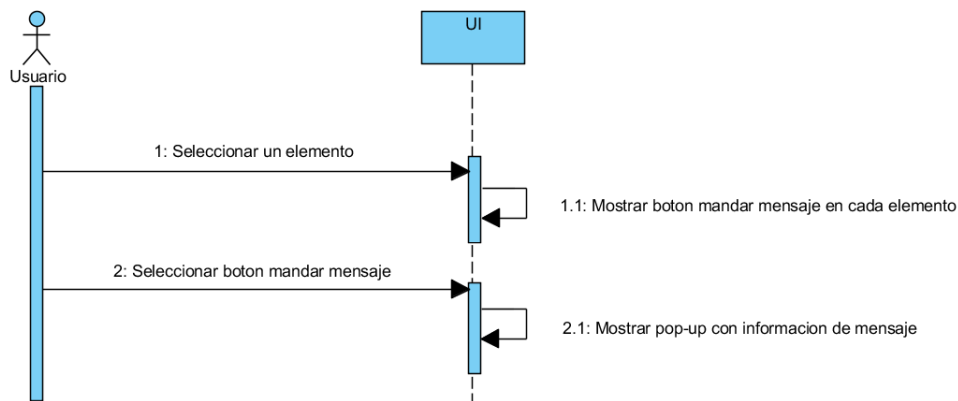 UI
Usuario
1: Seleccionar un elemento
1.1: Mostrar boton mandar mensaje en cada elemento
2: Seleccionar boton mandar mensaje
2.1: Mostrar pop-up con informacion de mensaje